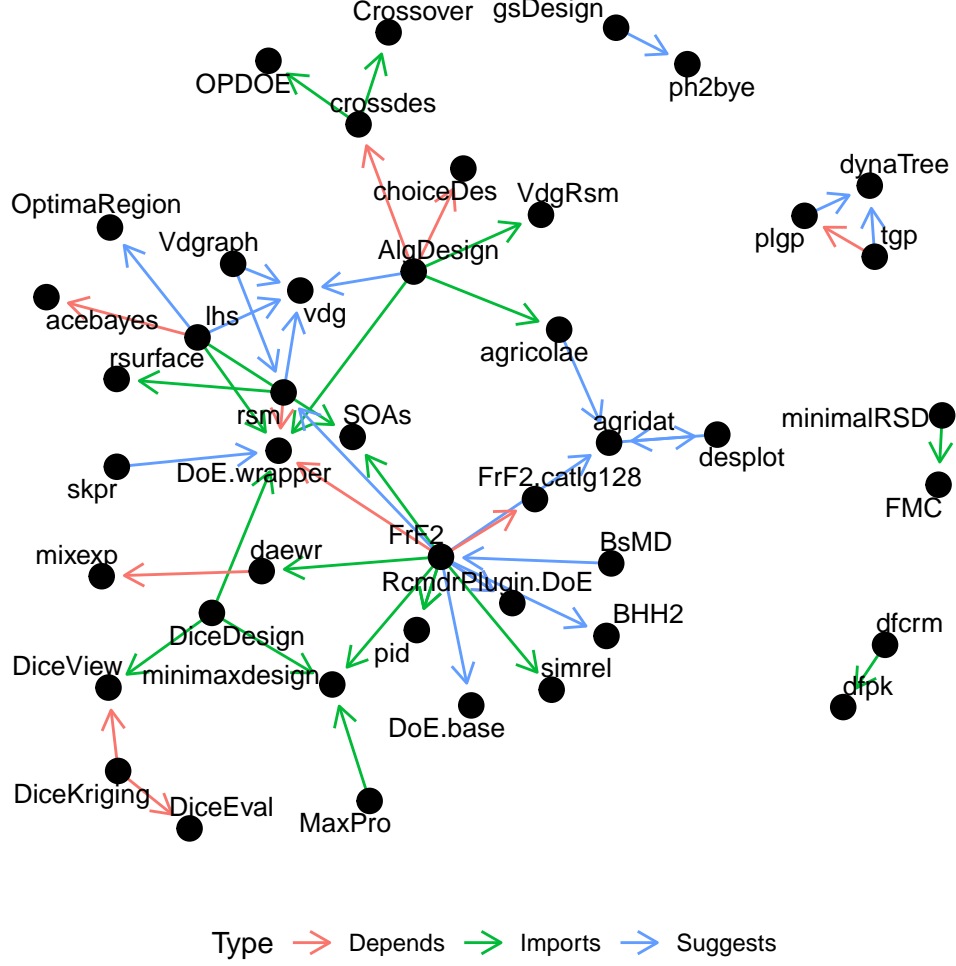 Crossover
gsDesign
OPDOE
ph2bye
crossdes
dynaTree
choiceDes
VdgRsm
OptimaRegion
Vdgraph
plgp
tgp
AlgDesign
lhs
vdg
acebayes
agricolae
rsurface
rsm
SOAs
minimalRSD
agridat
desplot
DoE.wrapper
FrF2.catlg128
skpr
FMC
FrF2
BsMD
mixexp
daewr
RcmdrPlugin.DoE
BHH2
dfcrm
DiceDesign
pid
DiceView
minimaxdesign
simrel
dfpk
DoE.base
DiceKriging
DiceEval
MaxPro
Type Depends Imports Suggests